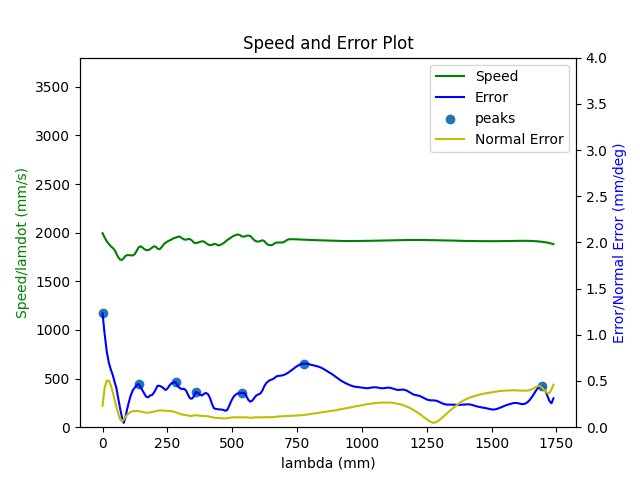 Speed and Error Plot
Speed
Error
peaks
Normal Error
Speed/lamdot (mm/s)
3500
3000
2500
2000
1500
1000
500
0
4.0
3.5
3.0
2.5
2.0
1.5
1.0
0.5
0.0
Error/Normal Error (mm/deg)
0 250 500 750 1000 1250 1500 1750
lambda (mm)